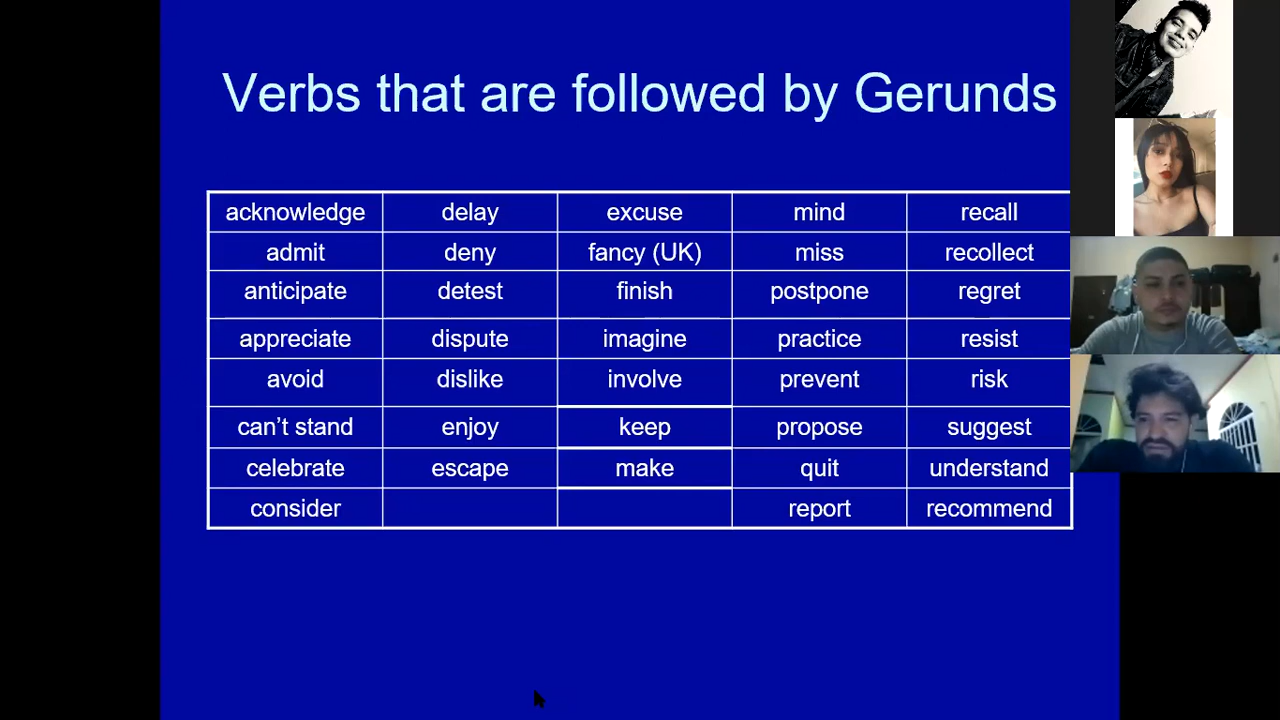 Verbs that are followed by Gerunds
acknowledge delay excuse mind recall
admit deny fancy (UK) miss recollect
anticipate detest finish postpone regret
appreciate dispute imagine practice resist
avoid dislike involve prevent risk
can't stand enjoy keep propose suggest
celebrate escape make quit understand
consider report recommend